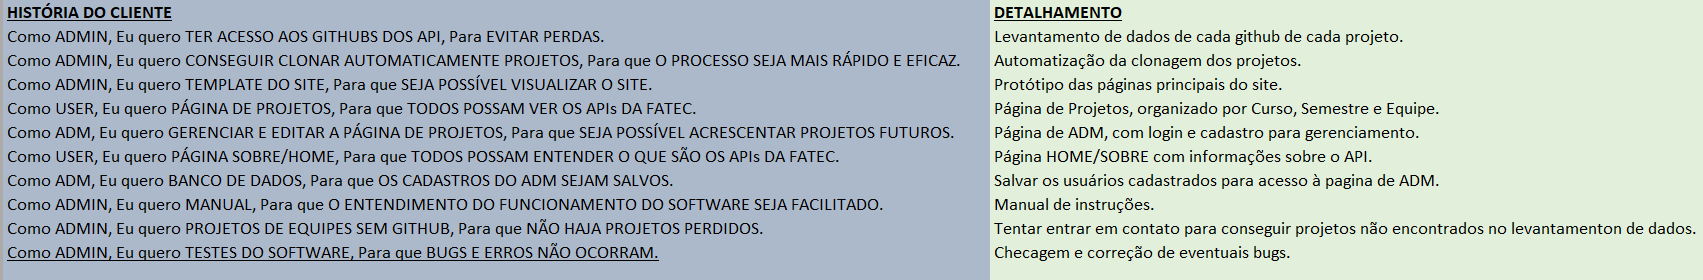 HISTÓRIA DO CLIENTE DETALHAMENTO
Como ADMIN, Eu quero TER ACESSO AOS GITHUBS DOS API, Para EVITAR PERDAS. Levantamento de dados de cada github de cada projeto.
Como ADMIN, Eu quero CONSEGUIR CLONAR AUTOMATICAMENTE PROJETOS, Para que O PROCESSO SEJA MAIS RÁPIDO E EFICAZ. Automatização da clonagem dos projetos.
Como ADMIN, Eu quero TEMPLATE DO SITE, Para que SEJA POSSÍVEL VISUALIZAR O SITE. Protótipo das páginas principais do site.
Como USER, Eu quero PÁGINA DE PROJETOS, Para que TODOS POSSAM VER OS APIs DA FATEC. Página de Projetos, organizado por Curso, Semestre e Equipe.
Como ADM, Eu quero GERENCIAR E EDITAR A PÁGINA DE PROJETOS, Para que SEJA POSSÍVEL ACRESCENTAR PROJETOS FUTUROS. Página de ADM, com login e cadastro para gerenciamento.
Como USER, Eu quero PÁGINA SOBRE/HOME, Para que TODOS POSSAM ENTENDER O QUE SÃO OS APIs DA FATEC. Página HOME/SOBRE com informações sobre o API.
Como ADM, Eu quero BANCO DE DADOS, Para que OS CADASTROS DO ADM SEJAM SALVOS. Salvar os usuários cadastrados para acesso à pagina de ADM.
Como ADMIN, Eu quero MANUAL, Para que O ENTENDIMENTO DO FUNCIONAMENTO DO SOFTWARE SEJA FACILITADO. Manual de instruções.
Como ADMIN, Eu quero PROJETOS DE EQUIPES SEM GITHUB, Para que NÃO HAJA PROJETOS PERDIDOS. Tentar entrar em contato para conseguir projetos não encontrados no levantamenton de dados.
Como ADMIN, Eu quero TESTES DO SOFTWARE, Para que BUGS E ERROS NÃO OCORRAM. Checagem e correção de eventuais bugs.